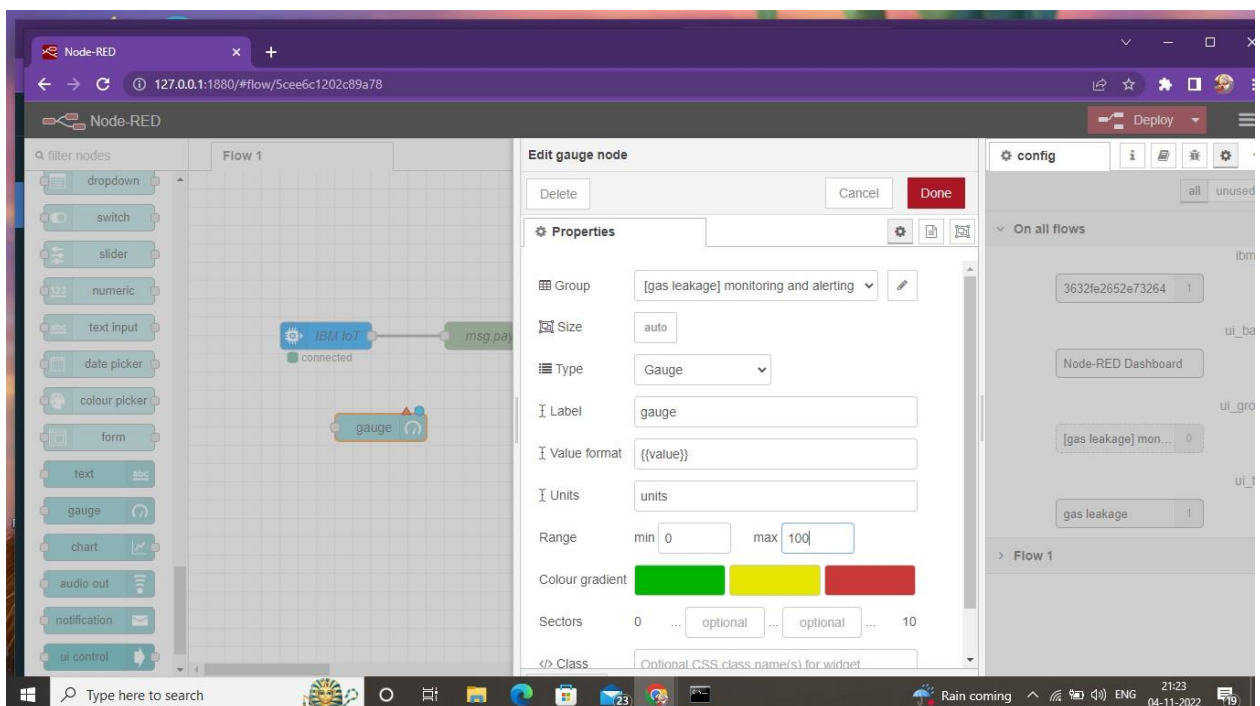 Node-RED
127.0.0.1:1880/#flow/5cee6c1202c89a78
Node-RED
Deploy
filter nodes
dropdown
switch
slider
numeric
text input
date picker
colour picker
form
text
gauge
chart
audio out
notification
ui control
Flow 1
IBM IoT
connected
msg.pay
gauge
Edit gauge node
Delete
Cancel
Done
Properties
Group
[gas leakage] monitoring and alerting
Size
auto
Type
Gauge
Label
gauge
Value format
{{value}}
Units
units
Range
min 0
max 100
Colour gradient
Sectors
0 ... optional ... optional ... 10
</> Class
Optional CSS class name(s) for widget
config
all unused
On all flows
ibm
3632fe2652e73264 1
ui_ba
Node-RED Dashboard
ui_gro
[gas leakage] mon... 0
ui_t
gas leakage 1
Flow 1
Type here to search
23
Rain coming
ENG
21:23
04-11-2022
19